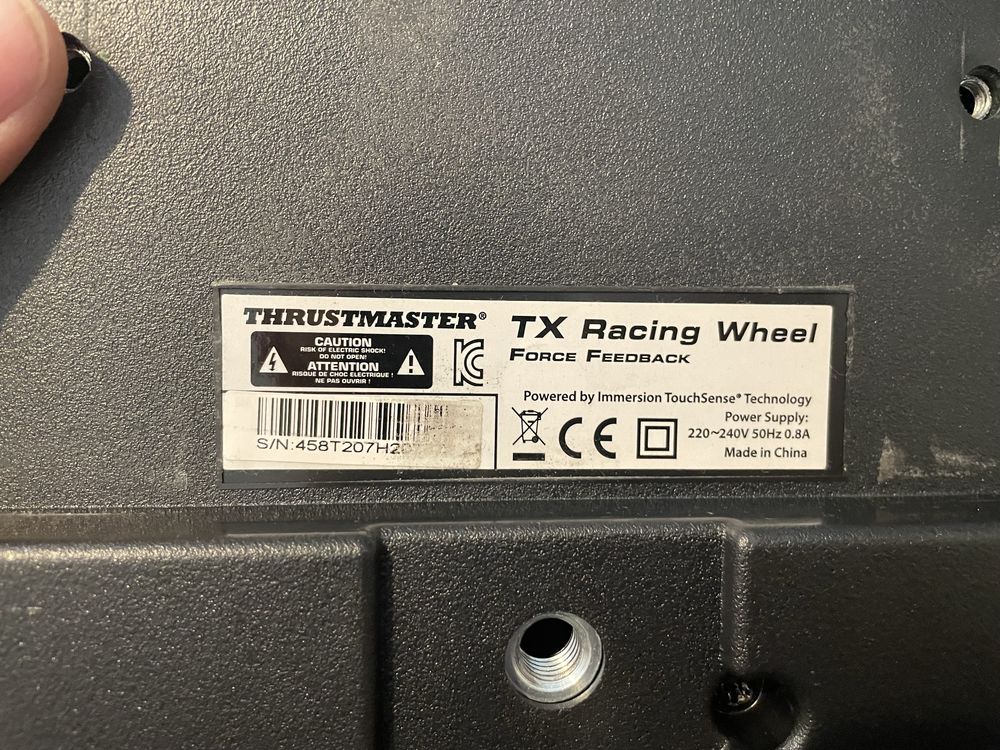 THRUSTMASTER®
CAUTION
RISK OF ELECTRIC SHOCK!
DO NOT OPEN!
ATTENTION
RISQUE DE CHOC ELECTRIQUE !
NE PAS OUVRIR !
S/N:458T207H2
TX Racing Wheel
FORCE FEEDBACK
Powered by Immersion TouchSense® Technology
Power Supply:
220~240V 50Hz 0.8A
Made in China